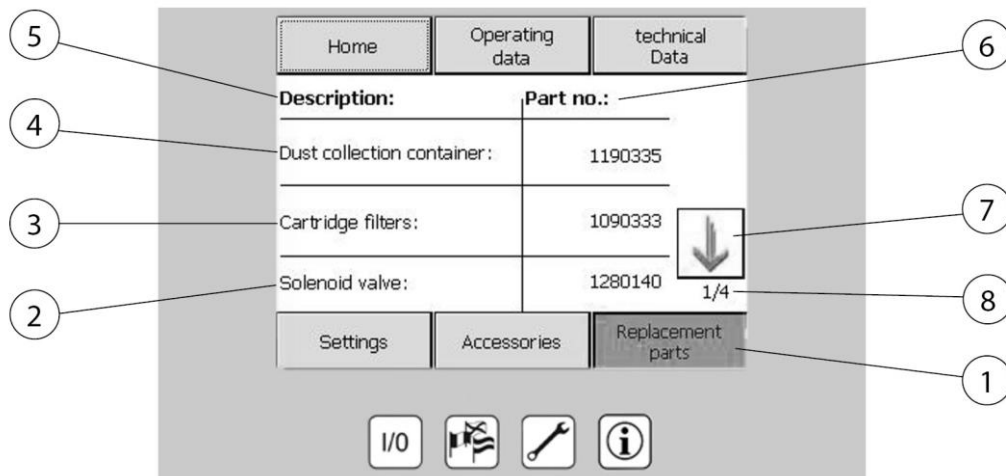 5
4
3
2
6
7
8
1
Home
Operating
data
technical
Data
Description:
Part no.:
Dust collection container:
1190335
Cartridge filters:
1090333
Solenoid valve:
1280140
1/4
Settings
Accessories
Replacement
parts
I/0
i